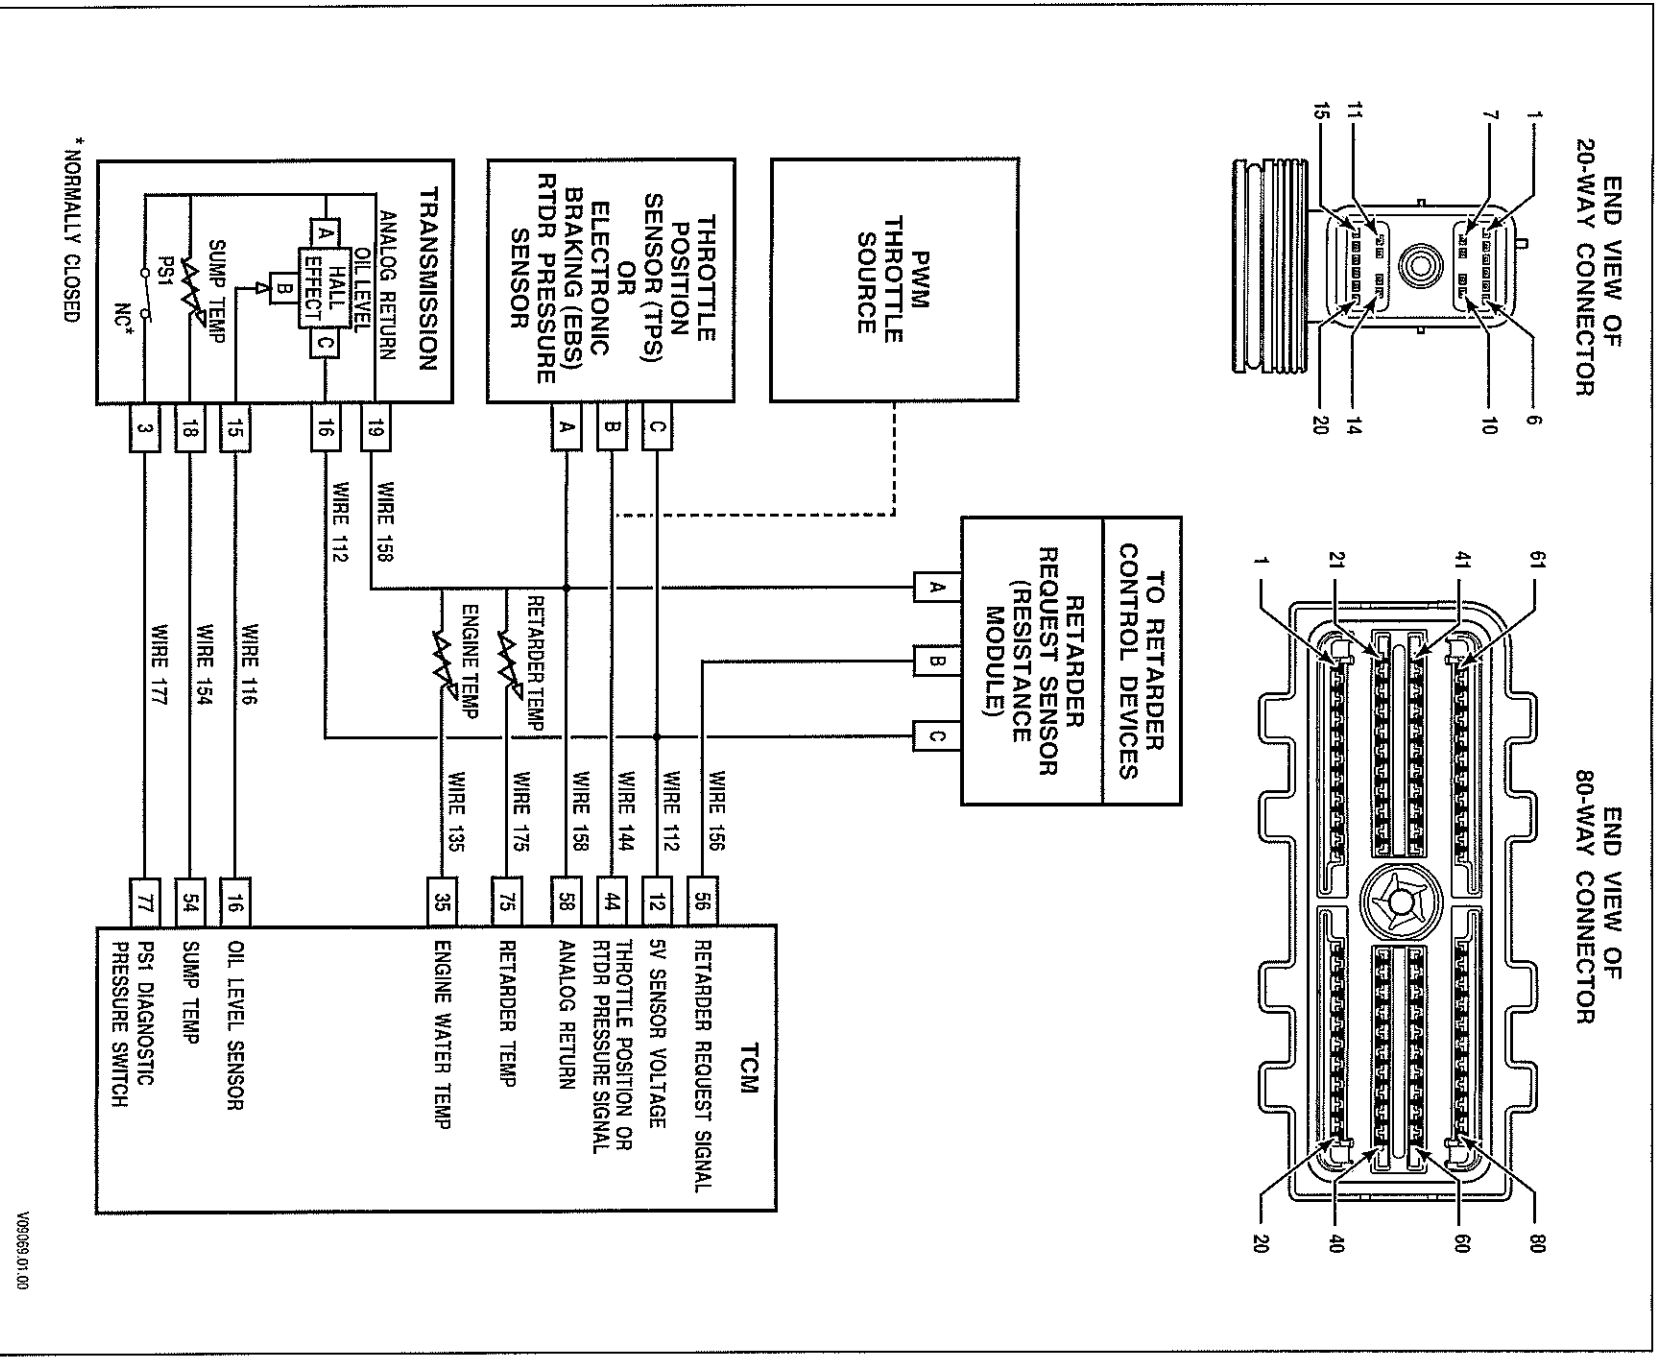 END VIEW OF
20-WAY CONNECTOR
1
7
11
15
6
10
14
20
END VIEW OF
80-WAY CONNECTOR
61
41
21
1
80
60
40
20
TO RETARDER
CONTROL DEVICES
RETARDER
REQUEST SENSOR
(RESISTANCE
MODULE)
A
B
C
PWM
THROTTLE
SOURCE
THROTTLE
POSITION
SENSOR (TPS)
OR
ELECTRONIC
BRAKING (EBS)
RTDR PRESSURE
SENSOR
C
B
A
TRANSMISSION
ANALOG RETURN
OIL LEVEL
A
HALL
EFFECT
B
C
SUMP TEMP
PS1
NC*
19
16
15
18
3
WIRE 158
WIRE 112
WIRE 116
WIRE 154
WIRE 177
RETARDER TEMP
ENGINE TEMP
WIRE 156
WIRE 112
WIRE 144
WIRE 158
WIRE 175
WIRE 135
56
12
44
58
75
35
16
54
77
TCM
RETARDER REQUEST SIGNAL
5V SENSOR VOLTAGE
THROTTLE POSITION OR
RTDR PRESSURE SIGNAL
ANALOG RETURN
RETARDER TEMP
ENGINE WATER TEMP
OIL LEVEL SENSOR
SUMP TEMP
PS1 DIAGNOSTIC
PRESSURE SWITCH
* NORMALLY CLOSED
V09069.01.00